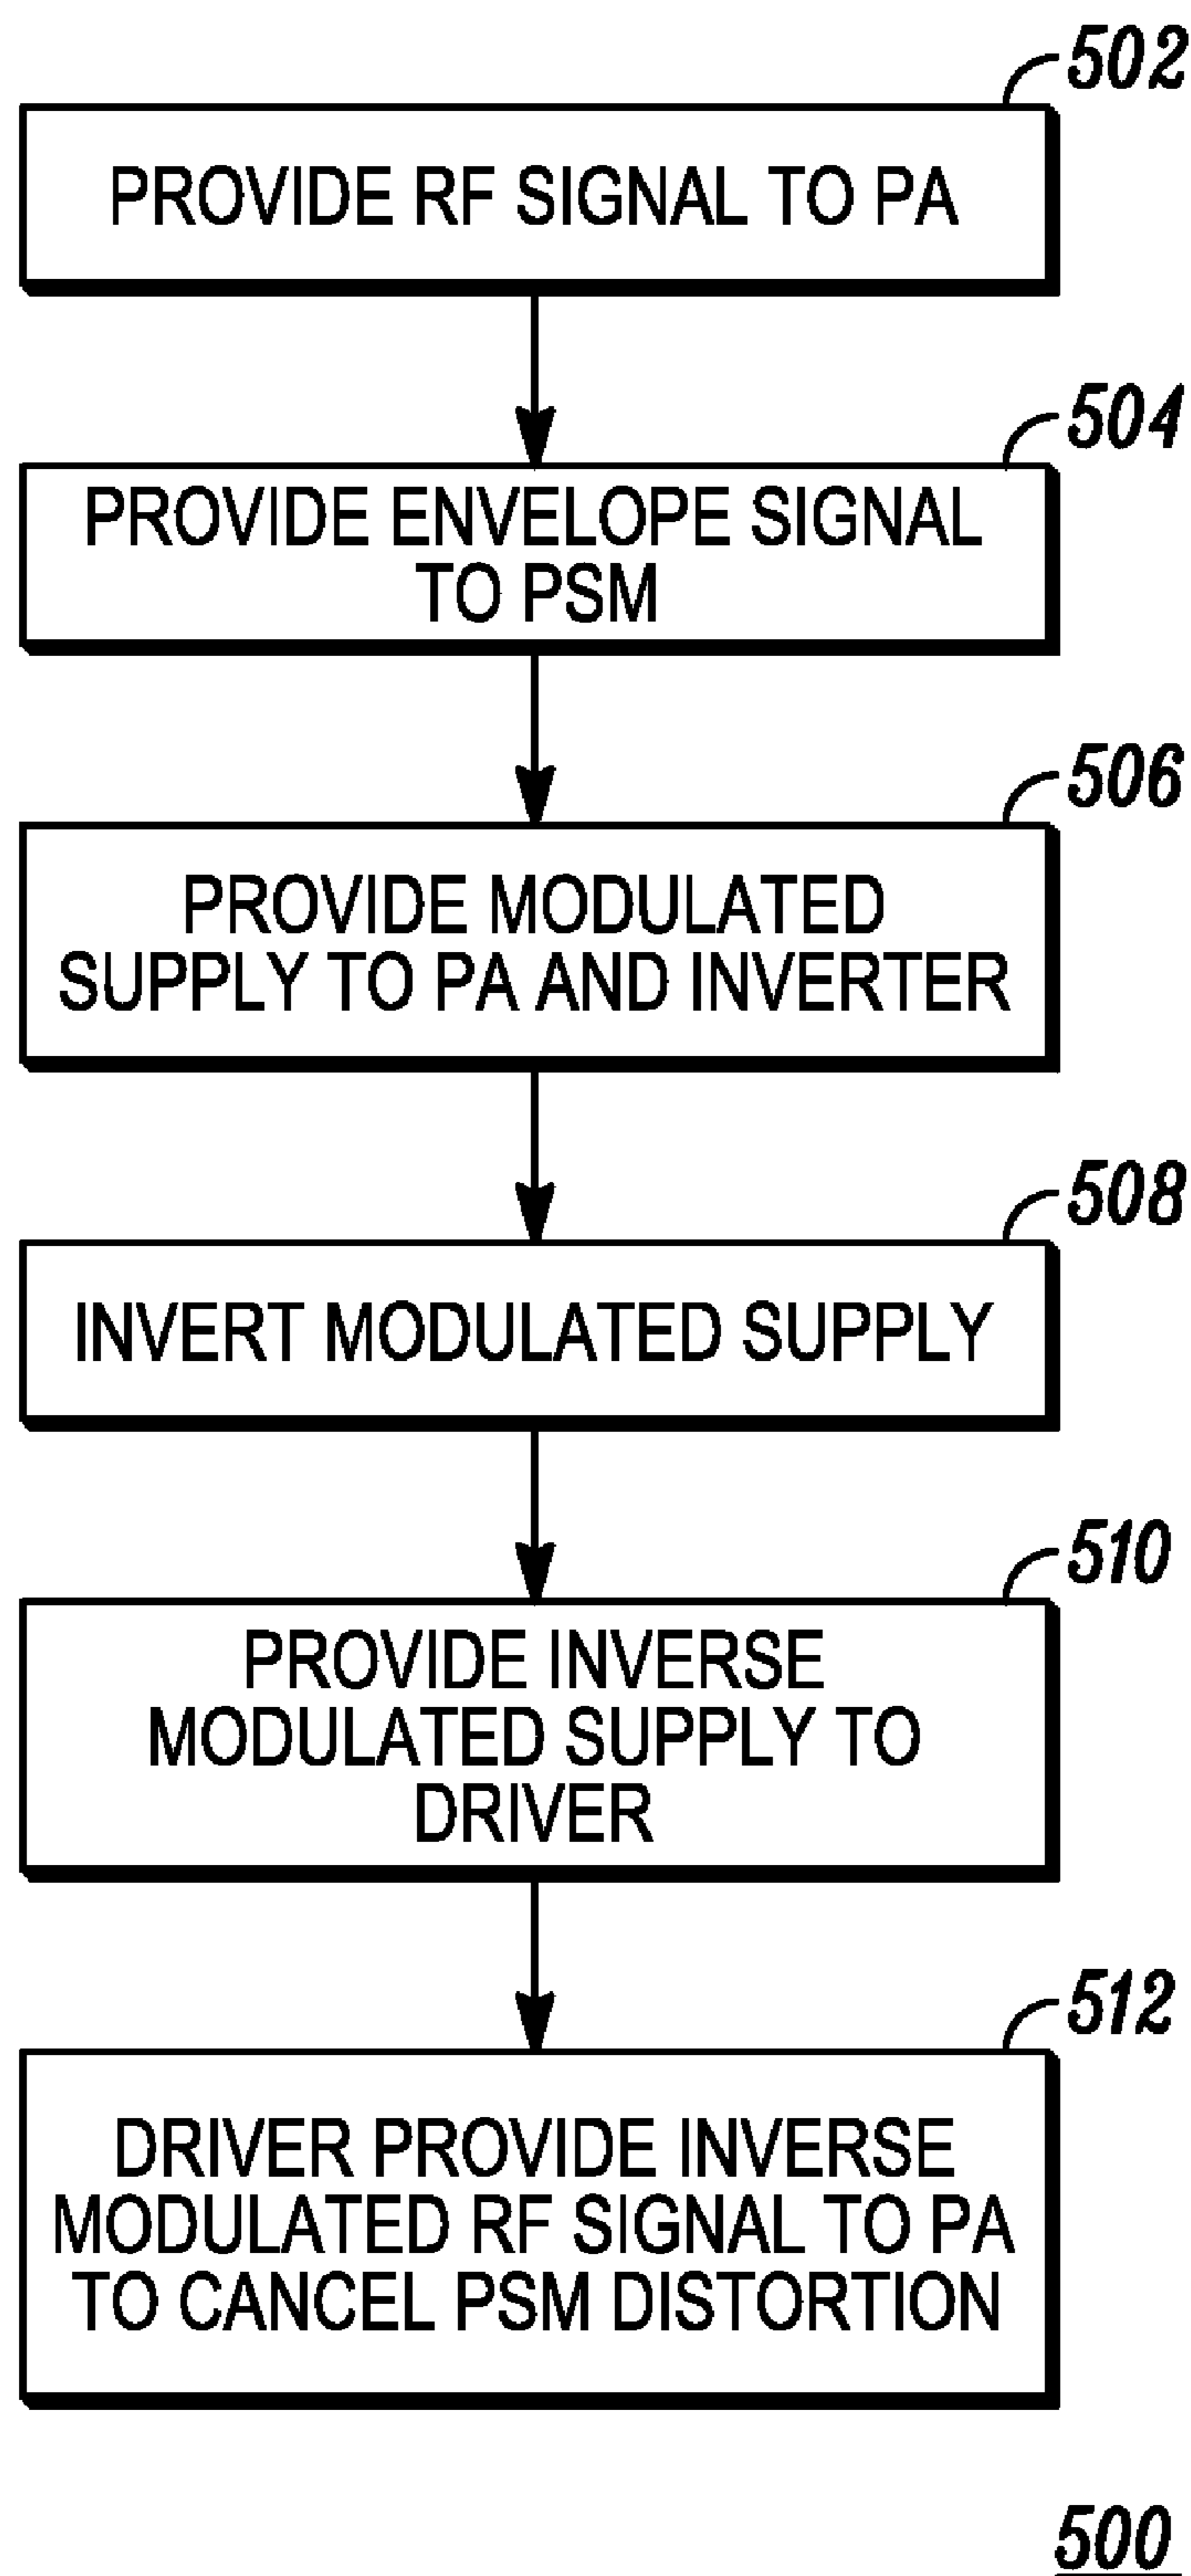 502
PROVIDE RF SIGNAL TO PA
504
PROVIDE ENVELOPE SIGNAL
TO PSM
506
PROVIDE MODULATED
SUPPLY TO PA AND INVERTER
508
INVERT MODULATED SUPPLY
510
PROVIDE INVERSE
MODULATED SUPPLY TO
DRIVER
512
DRIVER PROVIDE INVERSE
MODULATED RF SIGNAL TO PA
TO CANCEL PSM DISTORTION
500